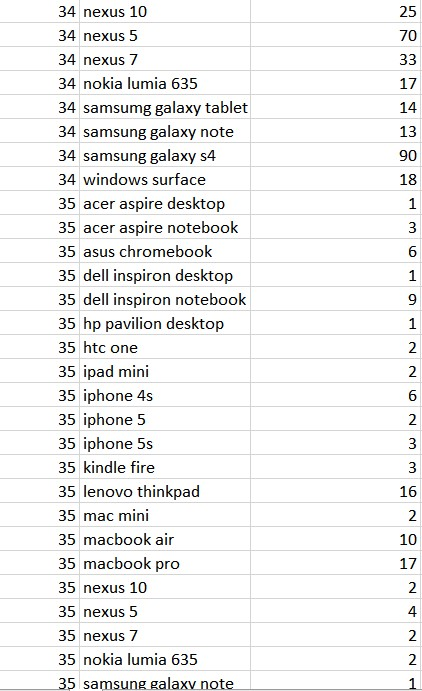 34 nexus 10 25
34 nexus 5 70
34 nexus 7 33
34 nokia lumia 635 17
34 samsumg galaxy tablet 14
34 samsung galaxy note 13
34 samsung galaxy s4 90
34 windows surface 18
35 acer aspire desktop 1
35 acer aspire notebook 3
35 asus chromebook 6
35 dell inspiron desktop 1
35 dell inspiron notebook 9
35 hp pavilion desktop 1
35 htc one 2
35 ipad mini 2
35 iphone 4s 6
35 iphone 5 2
35 iphone 5s 3
35 kindle fire 3
35 lenovo thinkpad 16
35 mac mini 2
35 macbook air 10
35 macbook pro 17
35 nexus 10 2
35 nexus 5 4
35 nexus 7 2
35 nokia lumia 635 2
35 samsung galaxy note 1